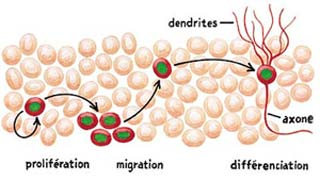 dendrites
axone
prolifération
migration
différenciation